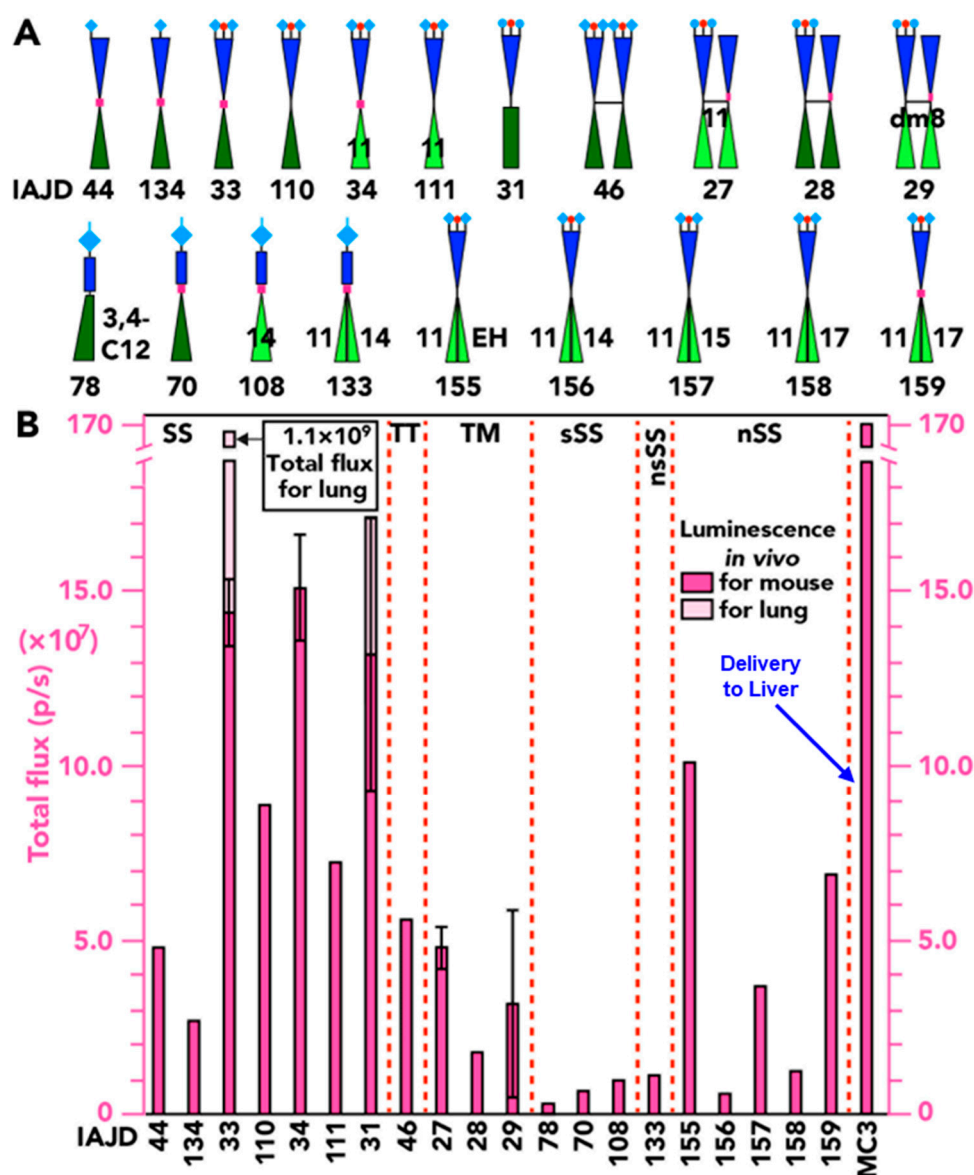 A
11 11 11 dm8
IAJD 44 134 33 110 34 111 31 46 27 28 29
3,4-
C12
14 11 14 11 EH 11 14 11 15 11 17 11 17
78 70 108 133 155 156 157 158 159
B
170 SS TT TM sSS nsSS nSS 170
1.1×10⁹
Total flux
for lung
Luminescence
in vivo
for mouse
for lung
Delivery
to Liver
Total flux (p/s) (×10⁷)
15.0 15.0
10.0 10.0
5.0 5.0
0 0
IAJD 44 134 33 110 34 111 31 46 27 28 29 78 70 108 133 155 156 157 158 159 MC3